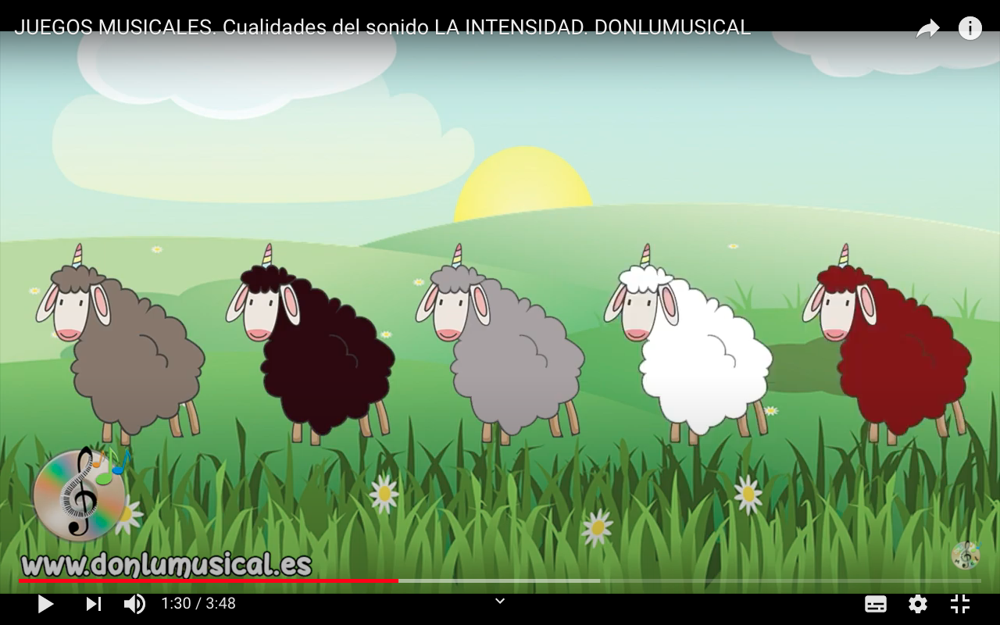 JUEGOS MUSICALES. Cualidades del sonido LA INTENSIDAD. DONLUMUSICAL
www.donlumusical.es
1:30 / 3:48